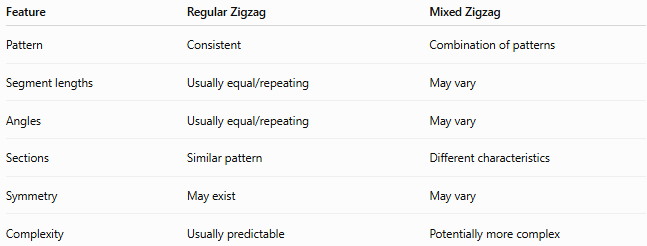 Feature Regular Zigzag Mixed Zigzag
Pattern Consistent Combination of patterns
Segment lengths Usually equal/repeating May vary
Angles Usually equal/repeating May vary
Sections Similar pattern Different characteristics
Symmetry May exist May vary
Complexity Usually predictable Potentially more complex